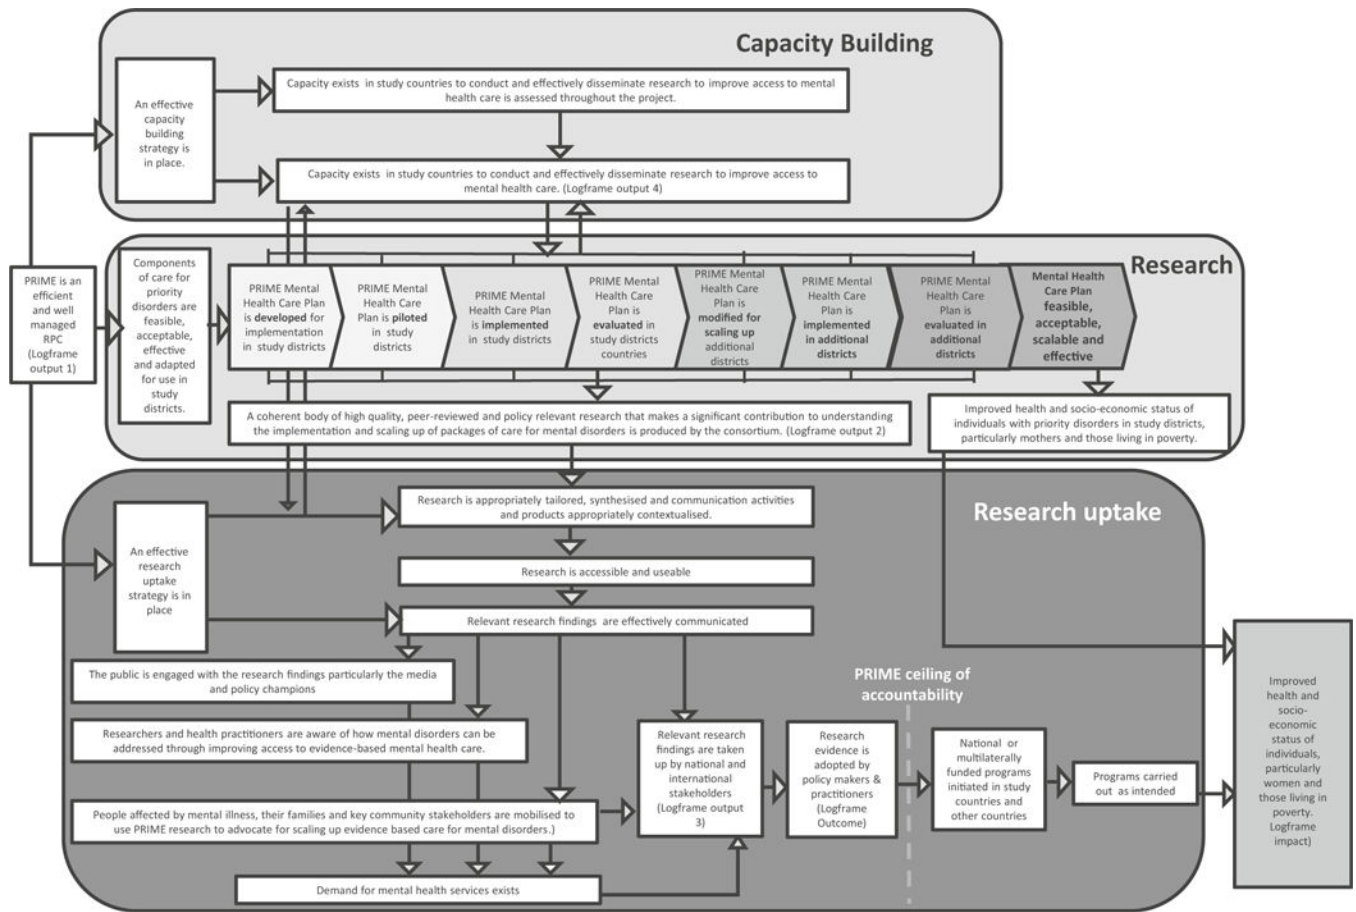 Capacity Building
An effective
capacity
building
strategy is
in place.
Capacity exists in study countries to conduct and effectively disseminate research to improve access to mental
health care is assessed throughout the project.
Capacity exists in study countries to conduct and effectively disseminate research to improve access to
mental health care. (Logframe output 4)
Research
PRIME is an
efficient
and well
managed
RPC
(Logframe
output 1)
Components
of care for
priority
disorders are
feasible,
acceptable,
effective
and adapted
for use in
study
districts.
PRIME Mental
Health Care Plan
is developed for
implementation
in study districts
PRIME Mental
Health Care
Plan is piloted
in study
districts
PRIME Mental
Health Care Plan
is implemented
in study districts
PRIME Mental
Health Care
Plan is
evaluated in
study districts
countries
PRIME Mental
Health Care
Plan is
modified for
scaling up
additional
districts
PRIME Mental
Health Care
Plan is
implemented
in additional
districts
PRIME Mental
Health Care
Plan is
evaluated in
additional
districts
Mental Health
Care Plan
feasible,
acceptable,
scalable and
effective
A coherent body of high quality, peer-reviewed and policy relevant research that makes a significant contribution to understanding
the implementation and scaling up of packages of care for mental disorders is produced by the consortium. (Logframe output 2)
Improved health and socio-economic status of
individuals with priority disorders in study districts,
particularly mothers and those living in poverty.
Research uptake
An effective
research
uptake
strategy is in
place
Research is appropriately tailored, synthesised and communication activities
and products appropriately contextualised.
Research is accessible and useable
Relevant research findings are effectively communicated
The public is engaged with the research findings particularly the media
and policy champions
Researchers and health practitioners are aware of how mental disorders can be
addressed through improving access to evidence-based mental health care.
People affected by mental illness, their families and key community stakeholders are mobilised to
use PRIME research to advocate for scaling up evidence based care for mental disorders.)
Demand for mental health services exists
Relevant research
findings are taken
up by national and
international
stakeholders
(Logframe output
3)
Research
evidence is
adopted by
policy makers &
practitioners
(Logframe
Outcome)
PRIME ceiling of
accountability
National or
multilaterally
funded programs
initiated in study
countries and
other countries
Programs carried
out as intended
Improved
health and
socio-
economic
status of
individuals,
particularly
women and
those living in
poverty.
Logframe
impact)